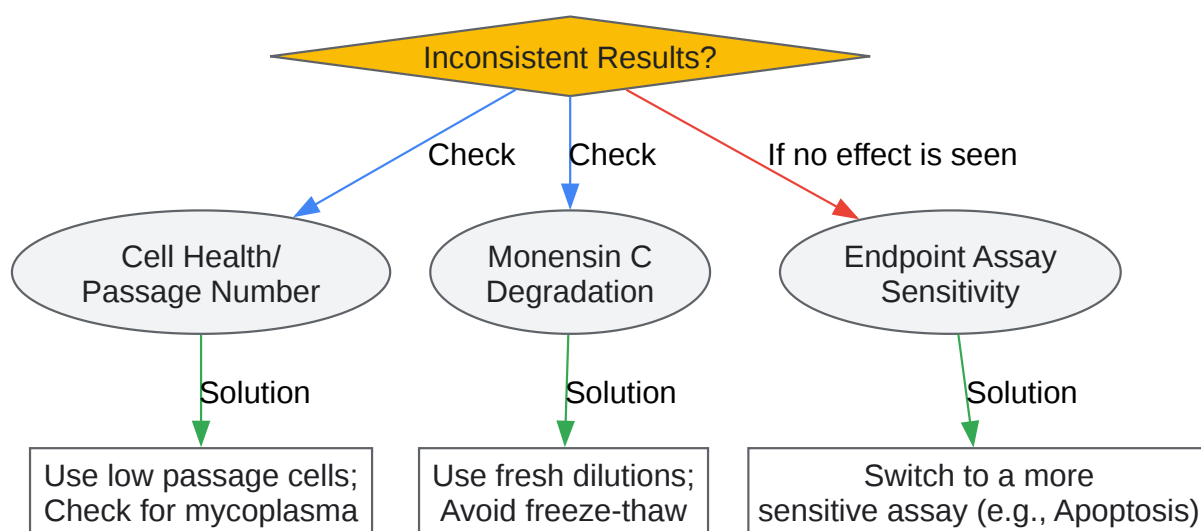 Inconsistent Results?
Check
Check
If no effect is seen
Cell Health/
Passage Number
Monensin C
Degradation
Endpoint Assay
Sensitivity
Solution
Solution
Solution
Use low passage cells;
Check for mycoplasma
Use fresh dilutions;
Avoid freeze-thaw
Switch to a more
sensitive assay (e.g., Apoptosis)